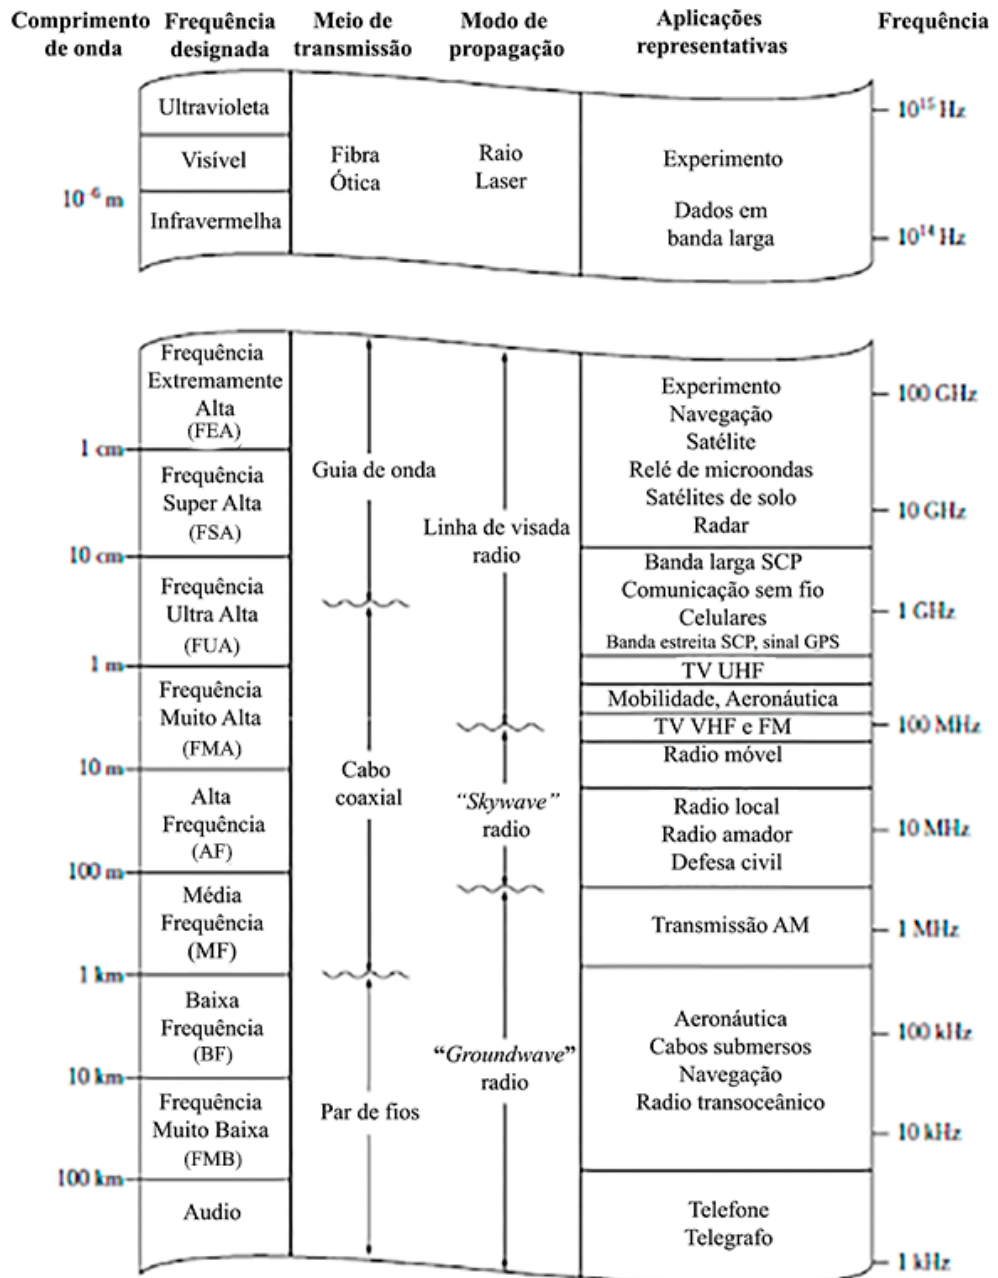 Comprimento de onda
Frequência designada
Meio de transmissão
Modo de propagação
Aplicações representativas
Frequência
Ultravioleta
Visível
Infravermelha
10⁻⁶ m
Fibra
Ótica
Raio
Laser
Experimento
Dados em
banda larga
10¹⁵ Hz
10¹⁴ Hz
Frequência
Extremamente
Alta
(FEA)
1 cm
Frequência
Super Alta
(FSA)
10 cm
Frequência
Ultra Alta
(FUA)
1 m
Frequência
Muito Alta
(FMA)
10 m
Alta
Frequência
(AF)
100 m
Média
Frequência
(MF)
1 km
Baixa
Frequência
(BF)
10 km
Frequência
Muito Baixa
(FMB)
100 km
Audio
Guia de onda
Cabo
coaxial
Par de fios
Linha de visada
radio
“Skywave”
radio
“Groundwave”
radio
Experimento
Navegação
Satélite
Relé de microondas
Satélites de solo
Radar
Banda larga SCP
Comunicação sem fio
Celulares
Banda estreita SCP, sinal GPS
TV UHF
Mobilidade, Aeronáutica
TV VHF e FM
Radio móvel
Radio local
Radio amador
Defesa civil
Transmissão AM
Aeronáutica
Cabos submersos
Navegação
Radio transoceânico
Telefone
Telegrafo
100 GHz
10 GHz
1 GHz
100 MHz
10 MHz
1 MHz
100 kHz
10 kHz
1 kHz